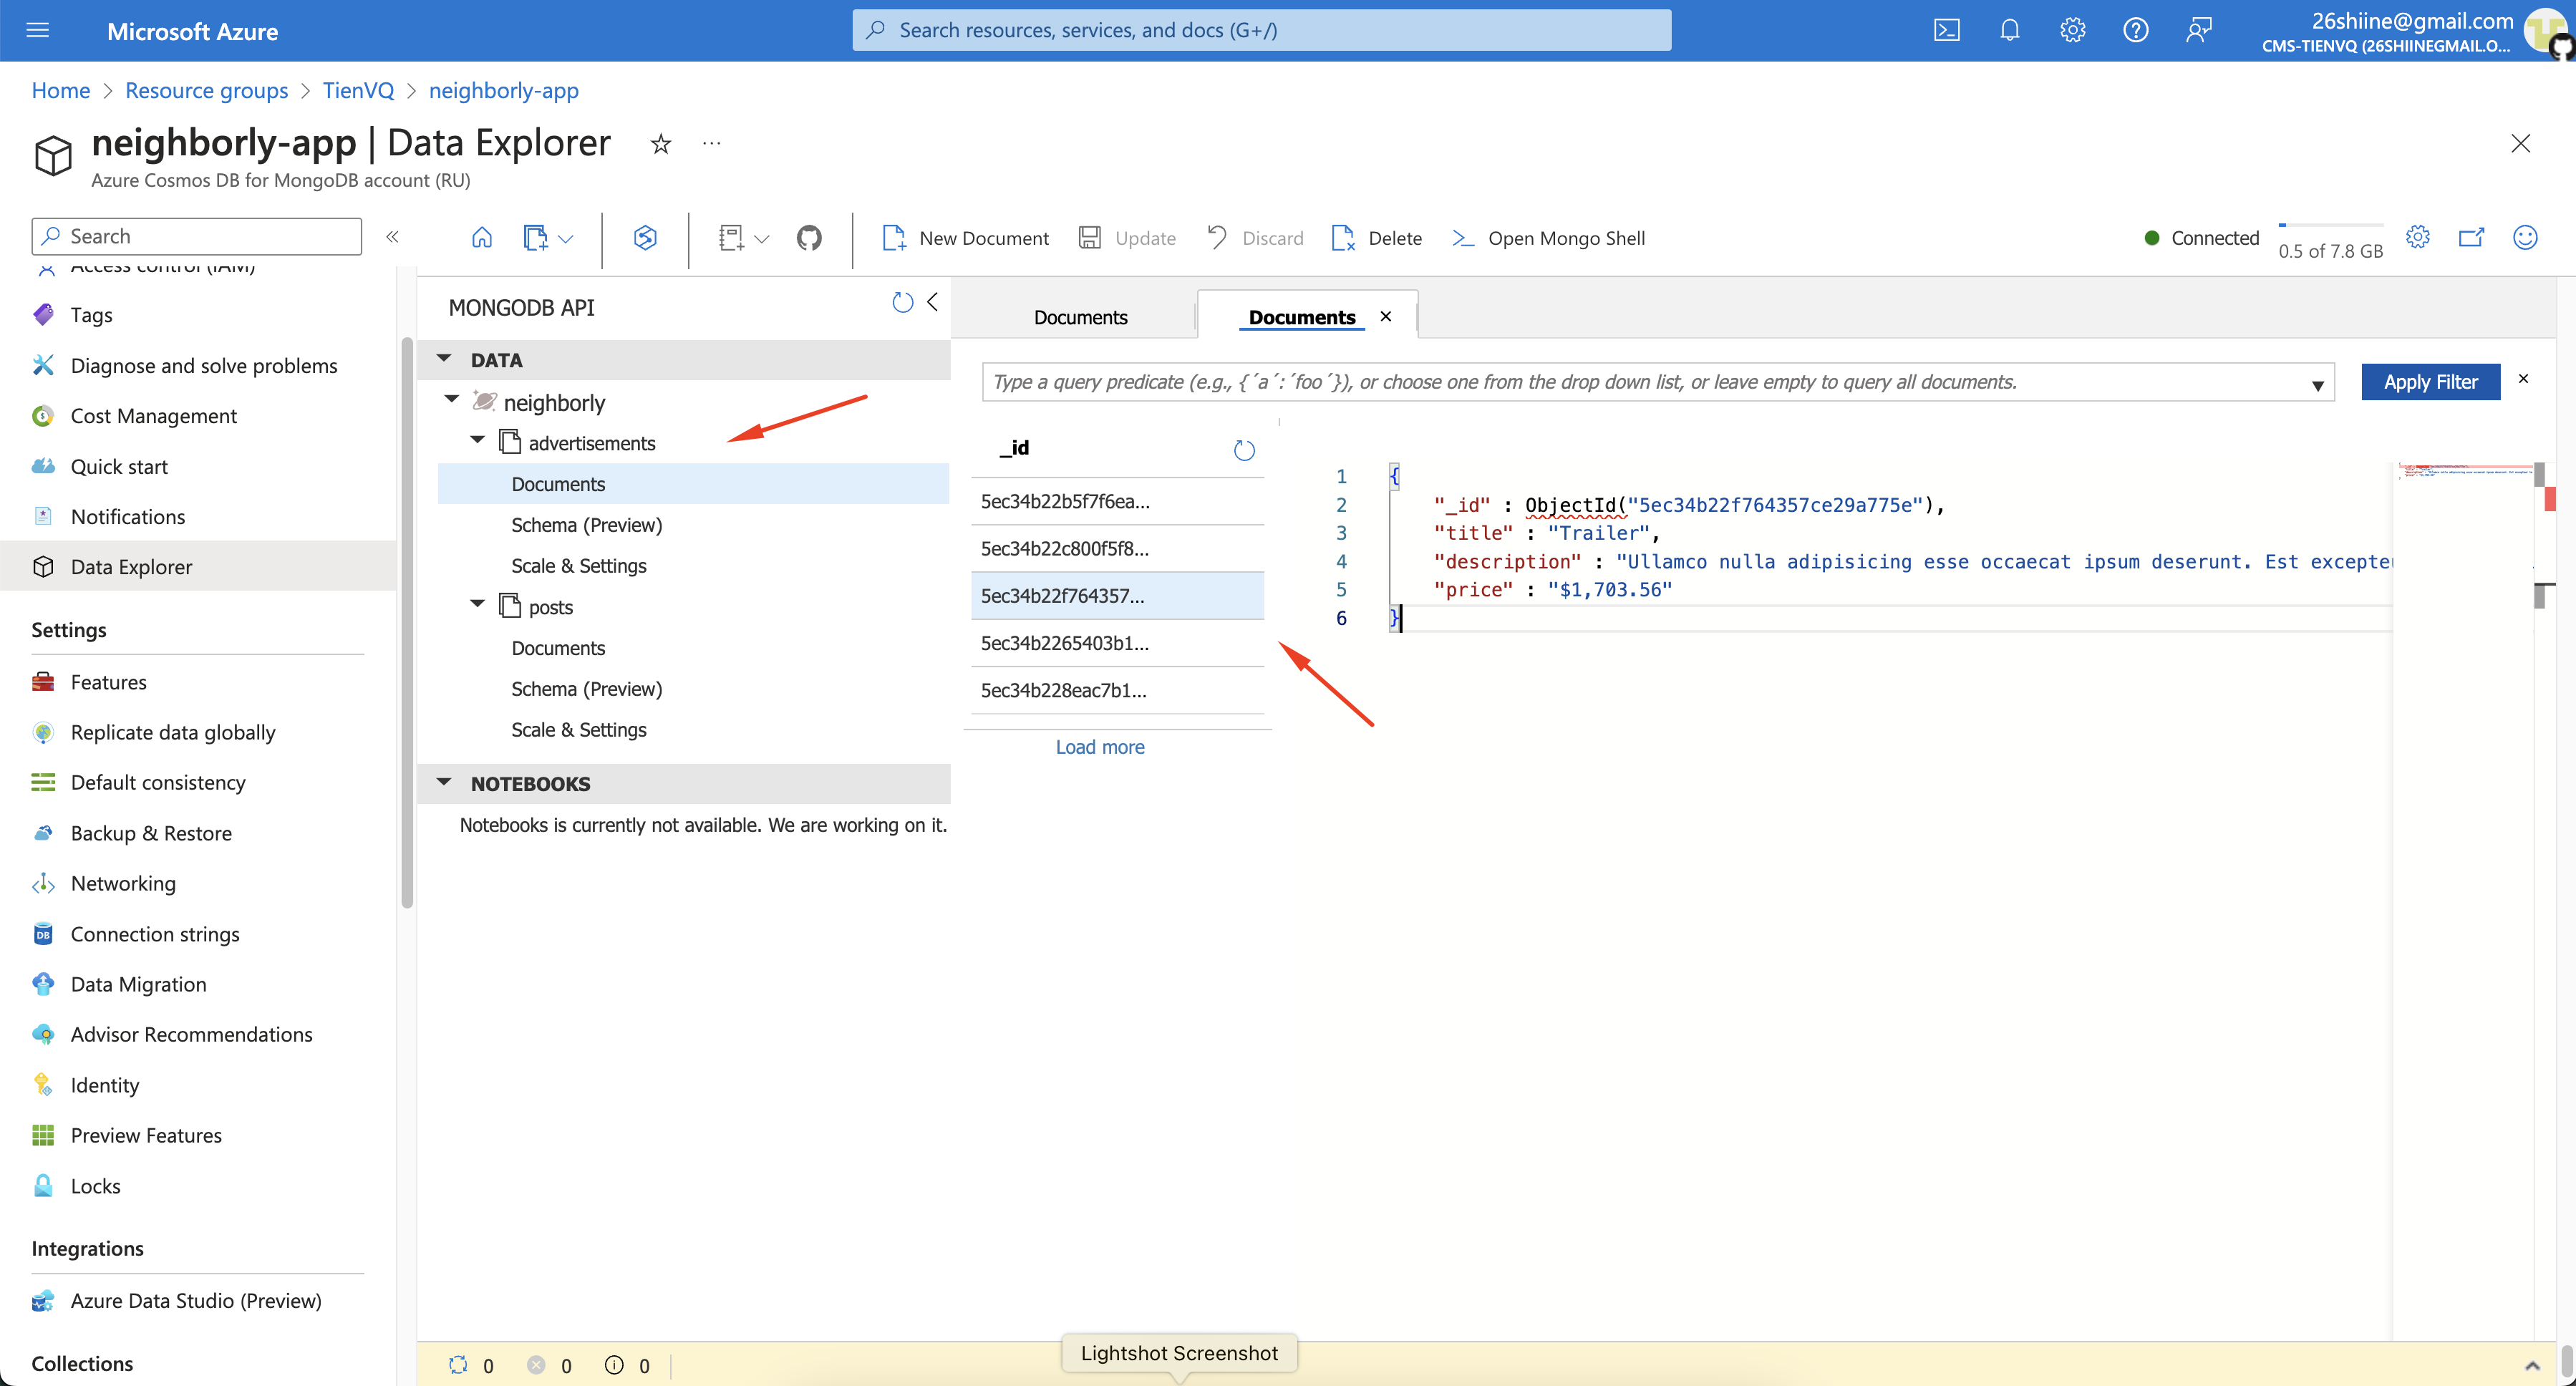 Microsoft Azure
Search resources, services, and docs (G+/)
26shiine@gmail.com
CMS-TIENVQ (26SHIINEGMAIL.O...
Home > Resource groups > TienVQ > neighborly-app
neighborly-app | Data Explorer
...
Azure Cosmos DB for MongoDB account (RU)
Search
Access control (IAM)
Tags
Diagnose and solve problems
Cost Management
Quick start
Notifications
Data Explorer
Settings
Features
Replicate data globally
Default consistency
Backup & Restore
Networking
Connection strings
Data Migration
Advisor Recommendations
Identity
Preview Features
Locks
Integrations
Azure Data Studio (Preview)
Collections
New Document
Update
Discard
Delete
Open Mongo Shell
Connected
0.5 of 7.8 GB
MONGODB API
DATA
neighborly
advertisements
Documents
Schema (Preview)
Scale & Settings
posts
Documents
Schema (Preview)
Scale & Settings
NOTEBOOKS
Notebooks is currently not available. We are working on it.
Documents
Documents
Type a query predicate (e.g., {´a´:´foo´}), or choose one from the drop down list, or leave empty to query all documents.
Apply Filter
_id
5ec34b22b5f7f6ea...
5ec34b22c800f5f8...
5ec34b22f764357...
5ec34b2265403b1...
5ec34b228eac7b1...
Load more
1 {
2 "_id" : ObjectId("5ec34b22f764357ce29a775e"),
3 "title" : "Trailer",
4 "description" : "Ullamco nulla adipisicing esse occaecat ipsum deserunt. Est excepte
5 "price" : "$1,703.56"
6 }
0 0 0
Lightshot Screenshot